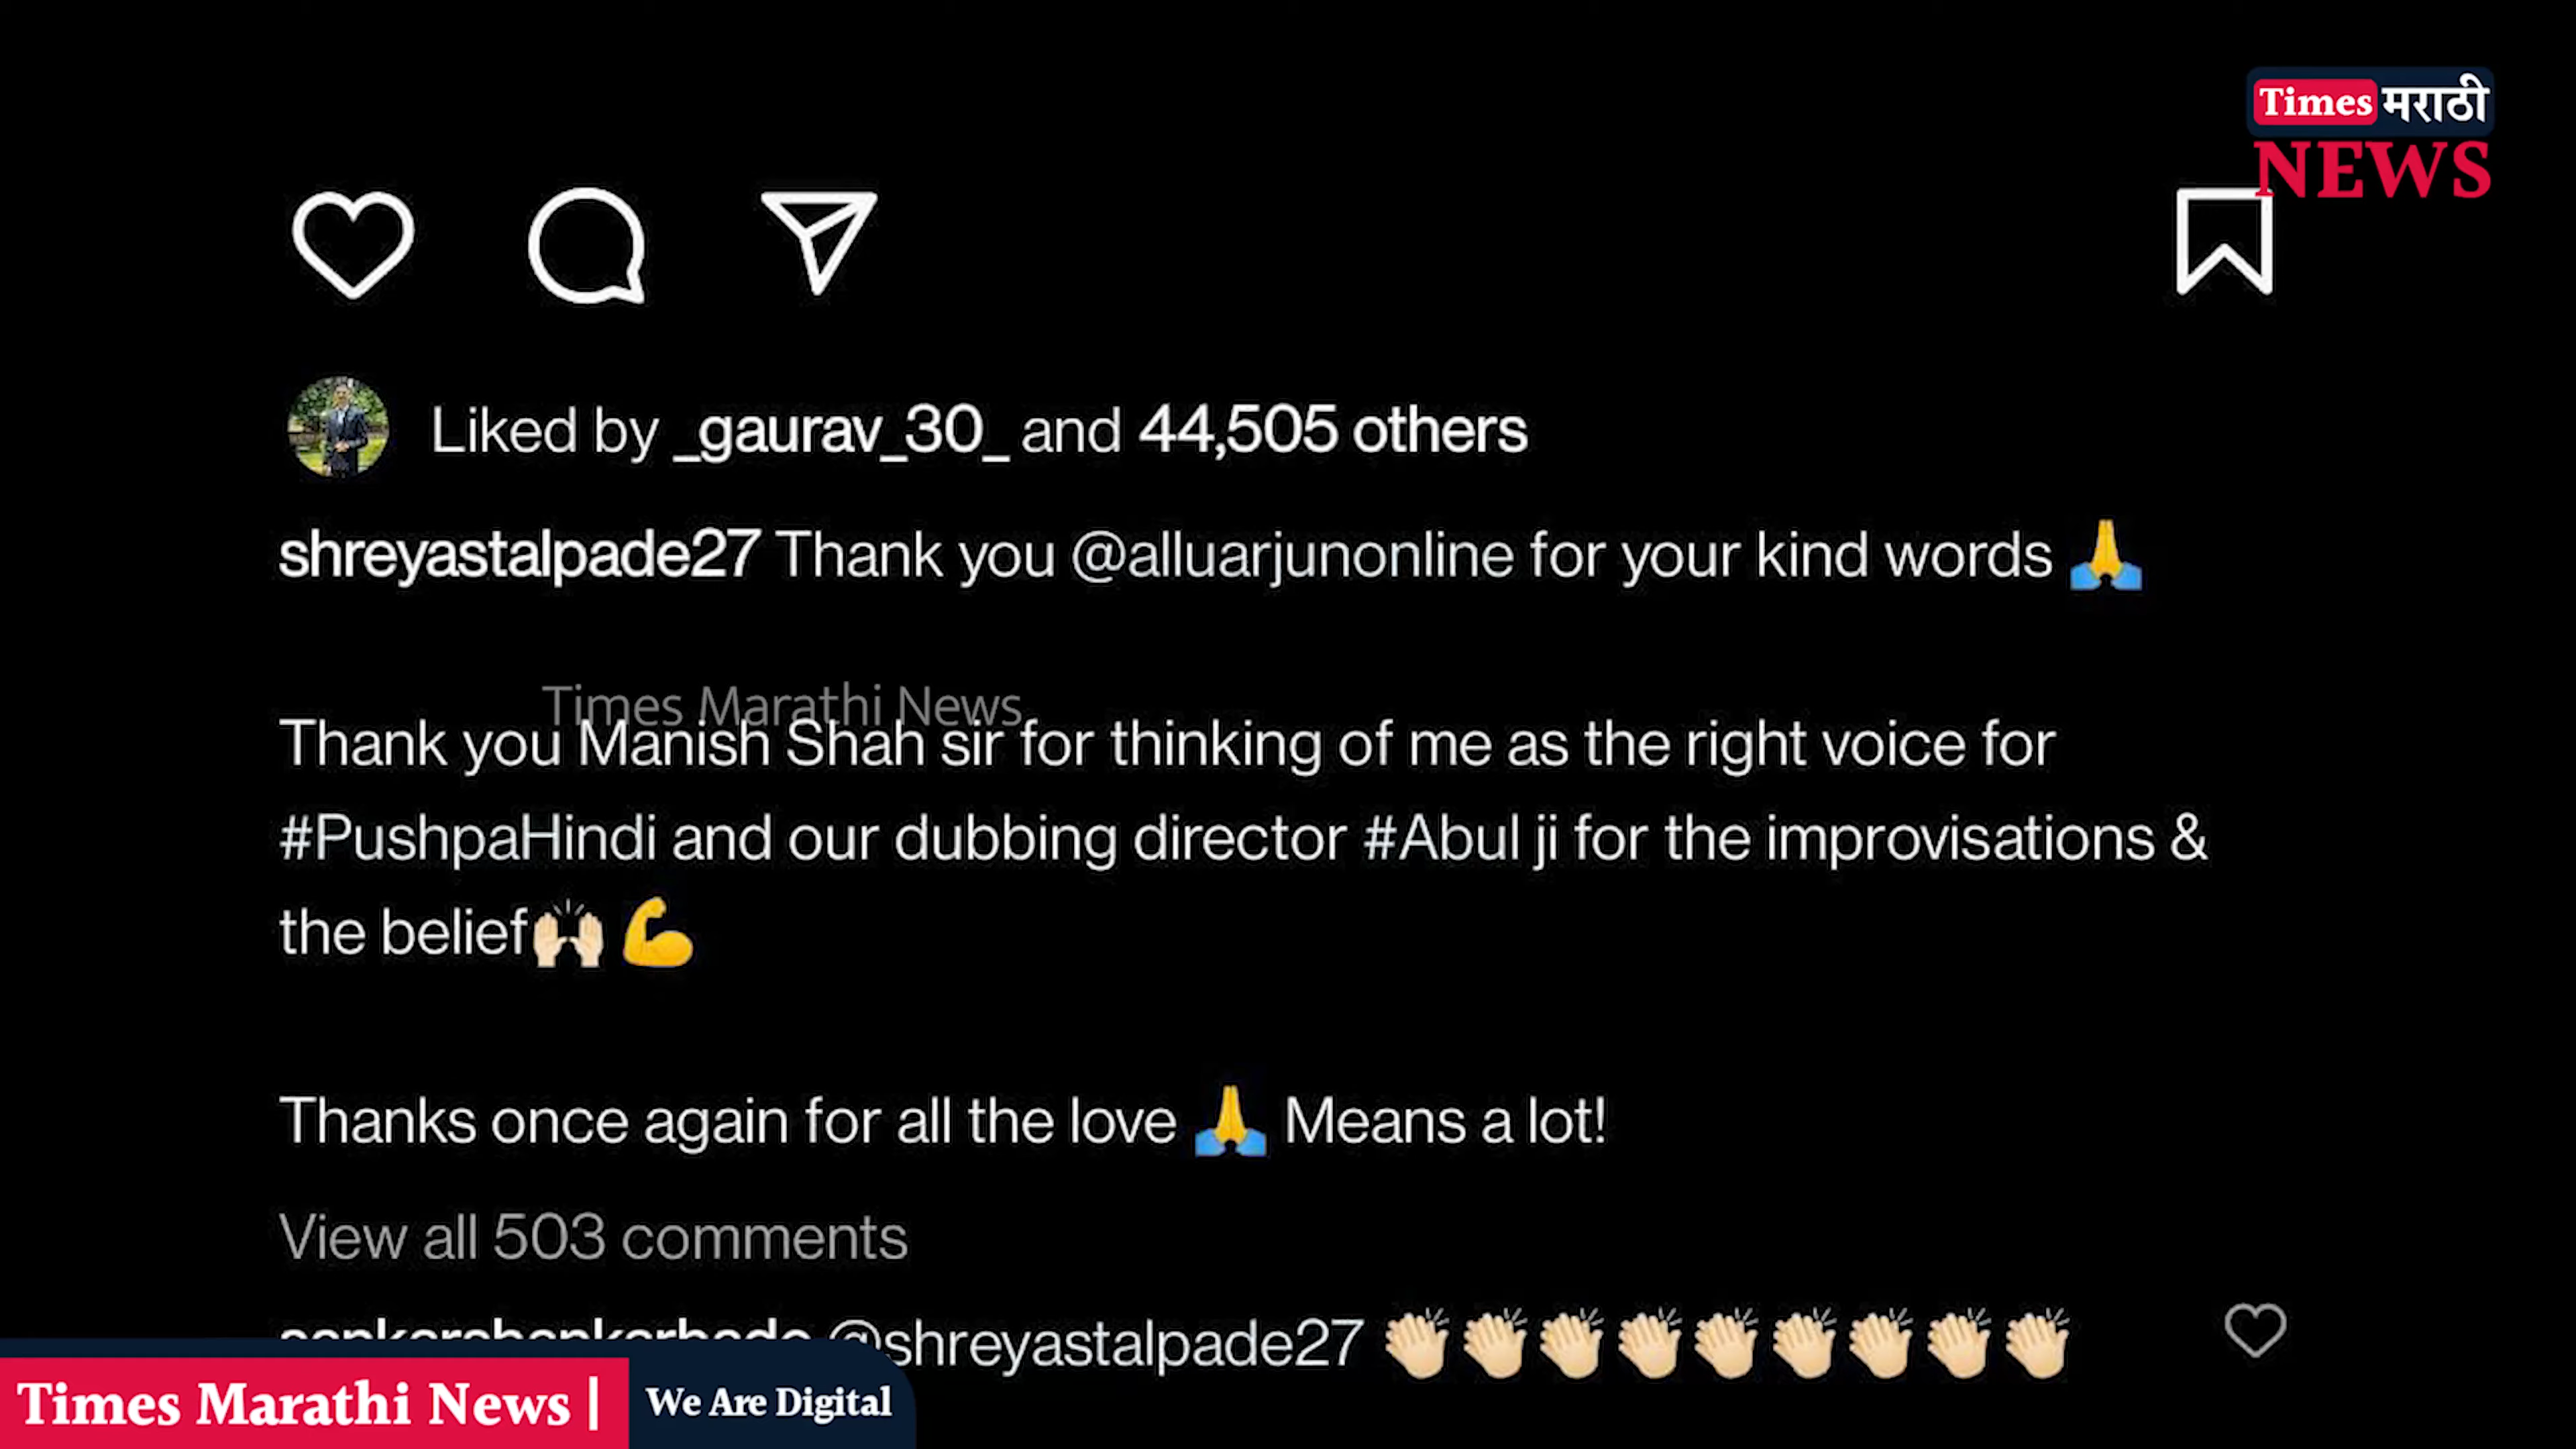 Times मराठी
NEWS
Liked by _gaurav_30_ and 44,505 others
shreyastalpade27 Thank you @alluarjunonline for your kind words 🙏
Times Marathi News
Thank you Manish Shah sir for thinking of me as the right voice for
#PushpaHindi and our dubbing director #Abul ji for the improvisations &
the belief🙌🏻 💪
Thanks once again for all the love 🙏 Means a lot!
View all 503 comments
@shreyastalpade27 👏🏻👏🏻👏🏻👏🏻👏🏻👏🏻👏🏻👏🏻👏🏻
Times Marathi News | We Are Digital